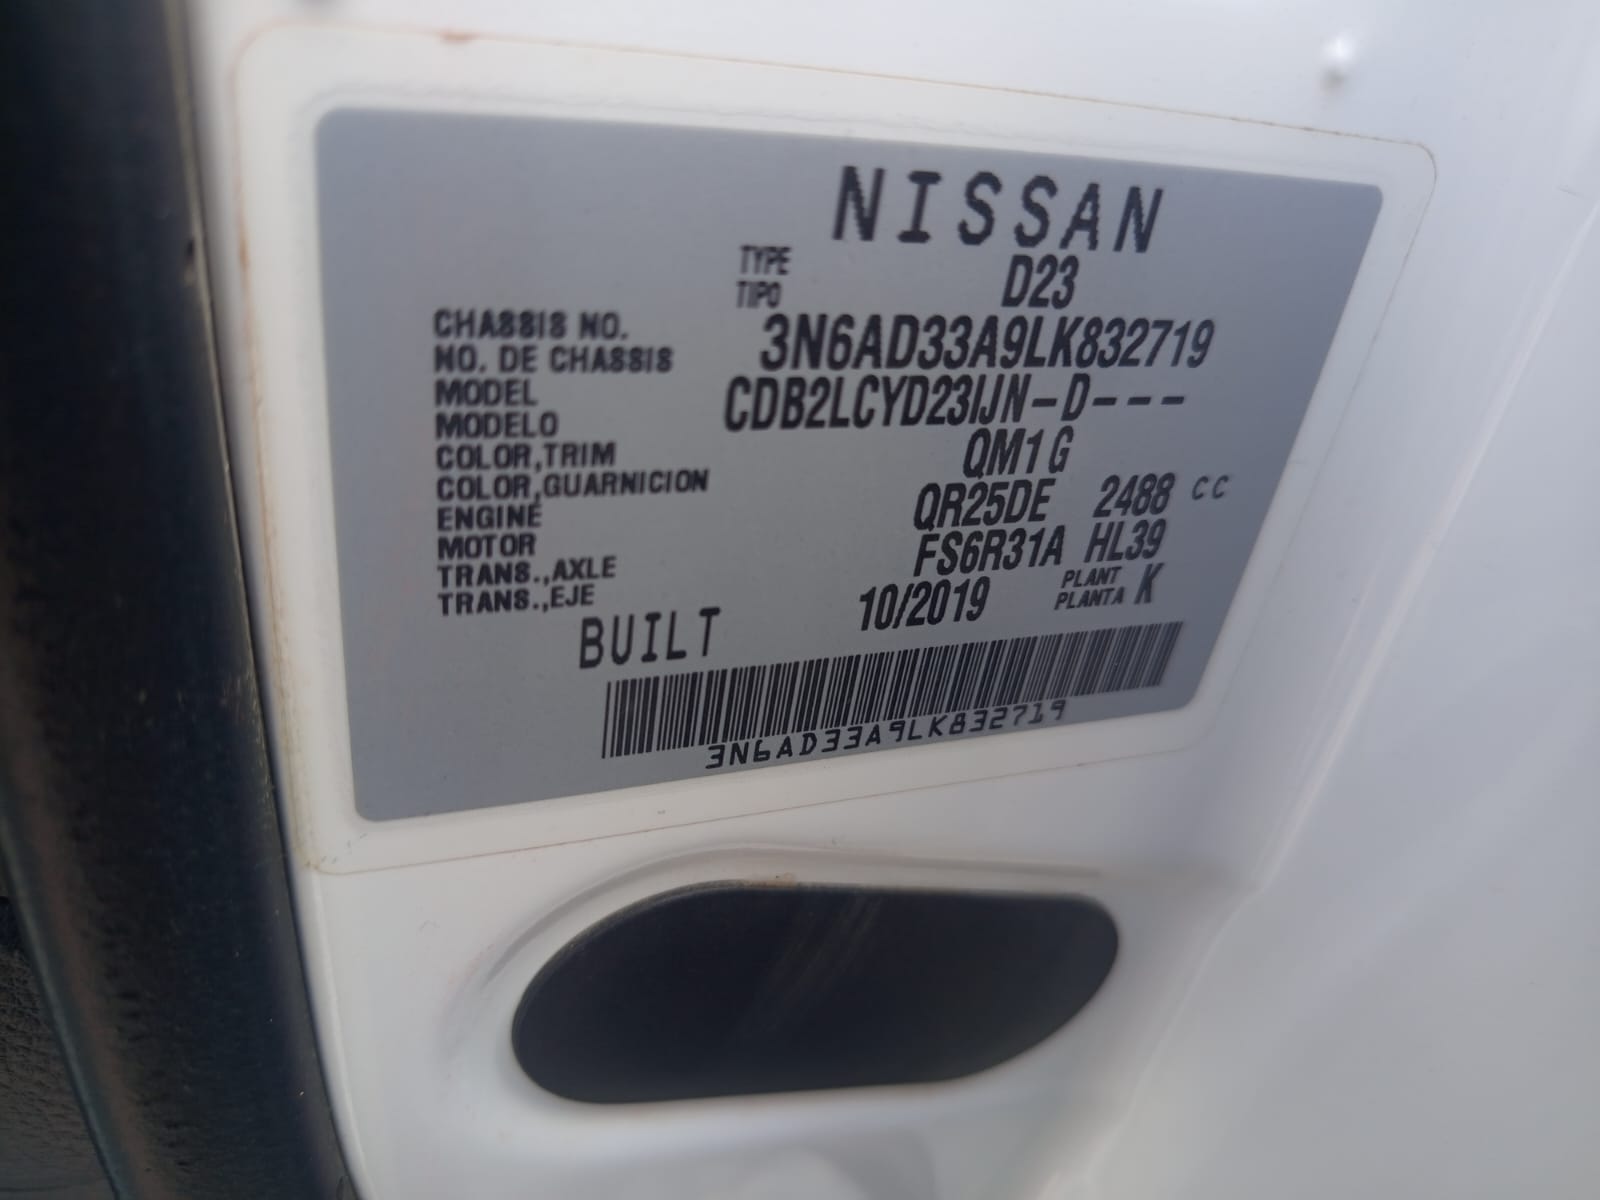 NISSAN
TYPE
TIPO D23
CHASSIS NO.
NO. DE CHASSIS 3N6AD33A9LK832719
MODEL
MODELO CDB2LCYD23IJN-D---
COLOR,TRIM
COLOR,GUARNICION QM1 G
ENGINE
MOTOR QR25DE 2488 CC
TRANS.,AXLE
TRANS.,EJE FS6R31A HL39
BUILT 10/2019 PLANT
PLANTA K
3N6AD33A9LK832719